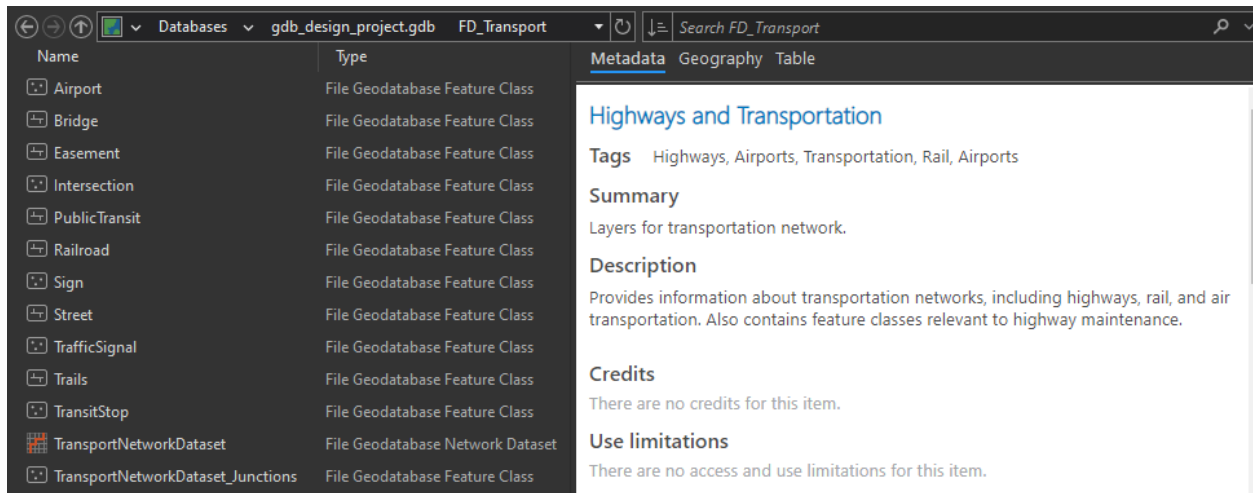 Databases gdb_design_project.gdb FD_Transport Search FD_Transport
Name Type
Airport File Geodatabase Feature Class
Bridge File Geodatabase Feature Class
Easement File Geodatabase Feature Class
Intersection File Geodatabase Feature Class
PublicTransit File Geodatabase Feature Class
Railroad File Geodatabase Feature Class
Sign File Geodatabase Feature Class
Street File Geodatabase Feature Class
TrafficSignal File Geodatabase Feature Class
Trails File Geodatabase Feature Class
TransitStop File Geodatabase Feature Class
TransportNetworkDataset File Geodatabase Network Dataset
TransportNetworkDataset_Junctions File Geodatabase Feature Class
Metadata Geography Table
Highways and Transportation
Tags Highways, Airports, Transportation, Rail, Airports
Summary
Layers for transportation network.
Description
Provides information about transportation networks, including highways, rail, and air
transportation. Also contains feature classes relevant to highway maintenance.
Credits
There are no credits for this item.
Use limitations
There are no access and use limitations for this item.